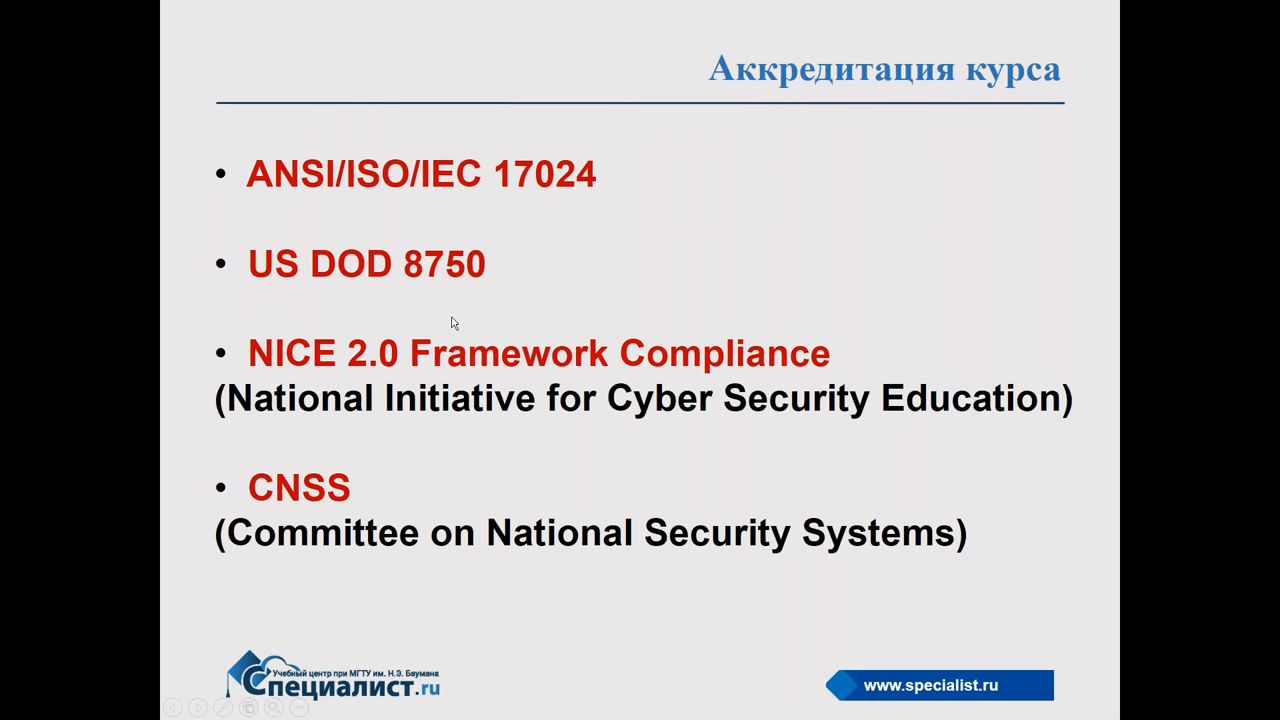 Аккредитация курса
• ANSI/ISO/IEC 17024
• US DOD 8750
• NICE 2.0 Framework Compliance
(National Initiative for Cyber Security Education)
• CNSS
(Committee on National Security Systems)
Учебный центр при МГТУ им. Н.Э. Баумана
Специалист.ru
www.specialist.ru